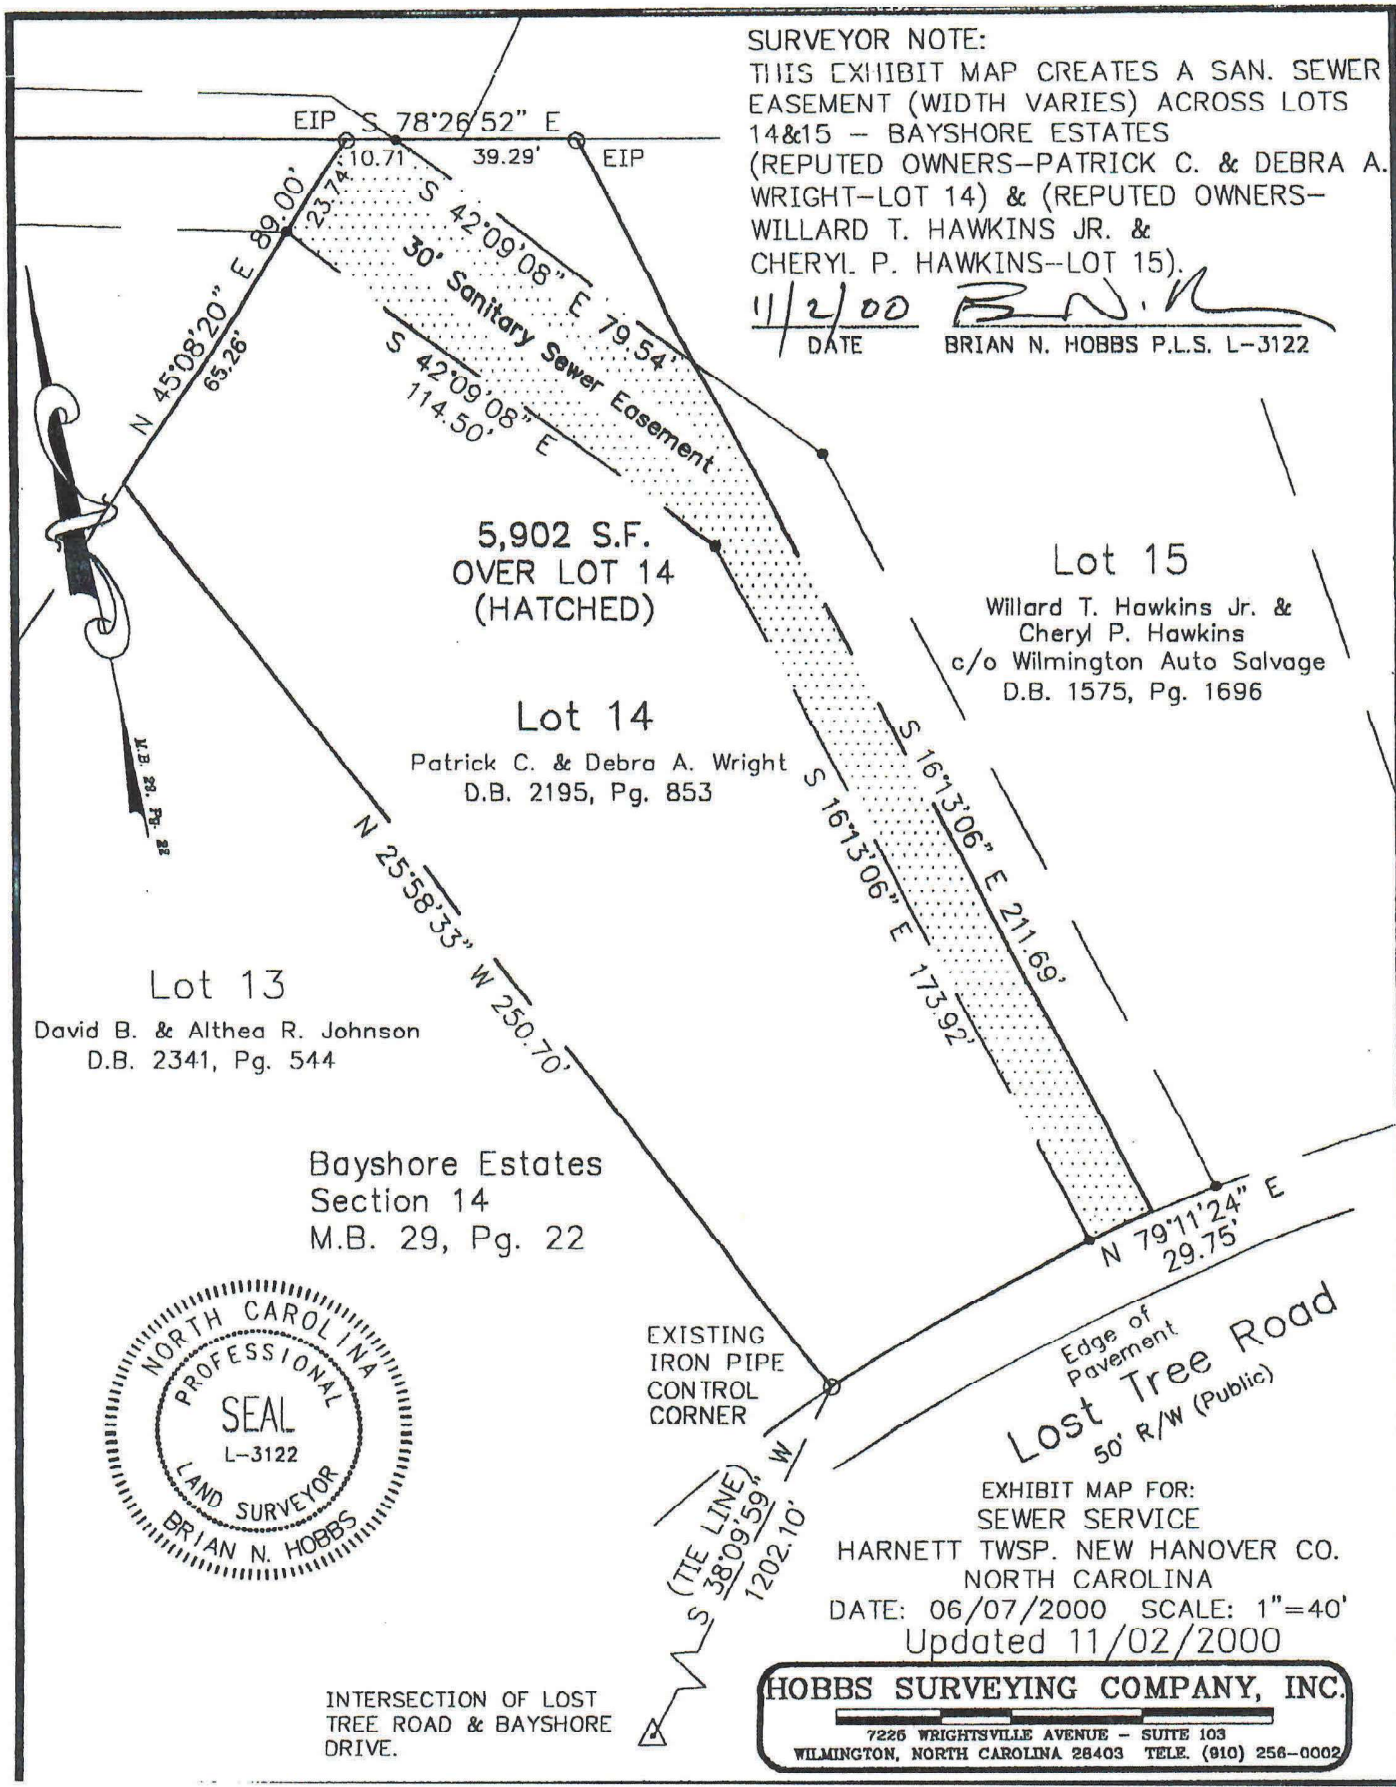 SURVEYOR NOTE:
THIS EXHIBIT MAP CREATES A SAN. SEWER
EASEMENT (WIDTH VARIES) ACROSS LOTS
14&15 – BAYSHORE ESTATES
(REPUTED OWNERS–PATRICK C. & DEBRA A.
WRIGHT–LOT 14) & (REPUTED OWNERS–
WILLARD T. HAWKINS JR. &
CHERYL P. HAWKINS–LOT 15).
11/2/00
DATE
BRIAN N. HOBBS P.L.S. L–3122
EIP S 78°26'52" E
10.71' 39.29' EIP
23.74'
N 45°08'20" E 89.00'
65.26'
S 42°09'08" E 79.54'
30' Sanitary Sewer Easement
S 42°09'08" E
114.50'
5,902 S.F.
OVER LOT 14
(HATCHED)
Lot 15
Willard T. Hawkins Jr. &
Cheryl P. Hawkins
c/o Wilmington Auto Salvage
D.B. 1575, Pg. 1696
Lot 14
Patrick C. & Debra A. Wright
D.B. 2195, Pg. 853
M.B. 29, Pg. 22
S 16°13'06" E 211.69'
S 16°13'06" E 173.92'
N 25°58'33" W 250.70'
Lot 13
David B. & Althea R. Johnson
D.B. 2341, Pg. 544
Bayshore Estates
Section 14
M.B. 29, Pg. 22
N 79°11'24" E
29.75'
Edge of
Pavement
Lost Tree Road
50' R/W (Public)
NORTH CAROLINA
PROFESSIONAL
SEAL
L–3122
LAND SURVEYOR
BRIAN N. HOBBS
EXISTING
IRON PIPE
CONTROL
CORNER
(TIE LINE)
S 38°09'59" W
1202.10'
INTERSECTION OF LOST
TREE ROAD & BAYSHORE
DRIVE.
EXHIBIT MAP FOR:
SEWER SERVICE
HARNETT TWSP. NEW HANOVER CO.
NORTH CAROLINA
DATE: 06/07/2000 SCALE: 1"=40'
Updated 11/02/2000
HOBBS SURVEYING COMPANY, INC.
7225 WRIGHTSVILLE AVENUE – SUITE 103
WILMINGTON, NORTH CAROLINA 28403 TELE. (910) 256–0002